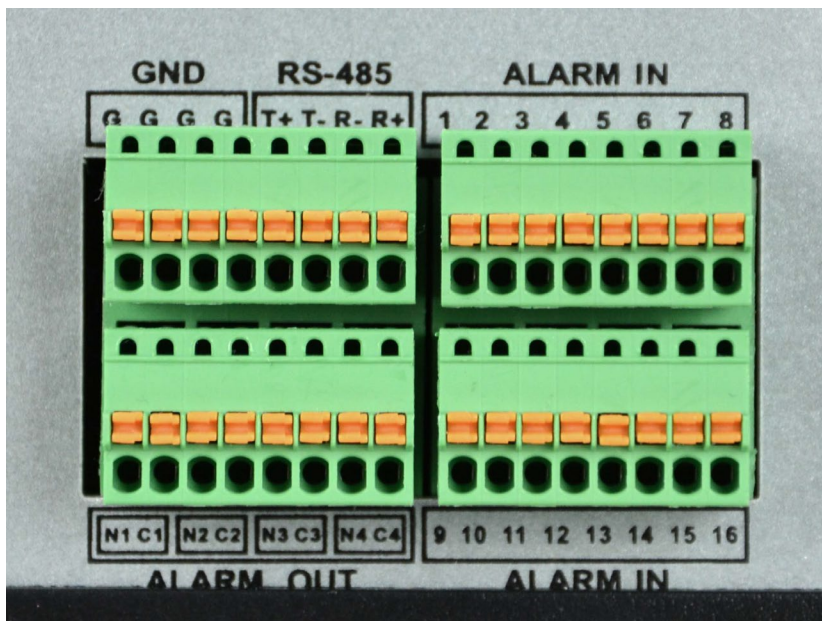 GND RS-485 ALARM IN
G G G G T+ T- R- R+ 1 2 3 4 5 6 7 8
N1 C1 N2 C2 N3 C3 N4 C4 9 10 11 12 13 14 15 16
ALARM OUT ALARM IN